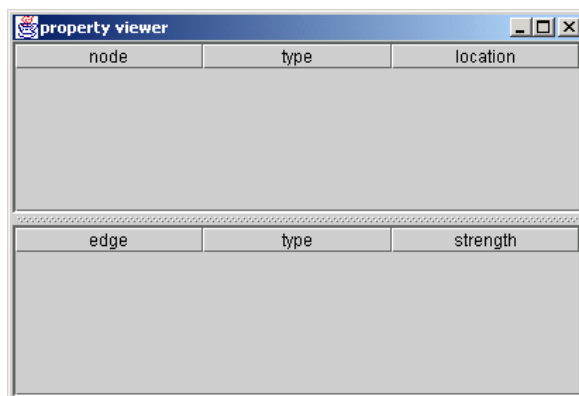 property viewer
node type location
edge type strength